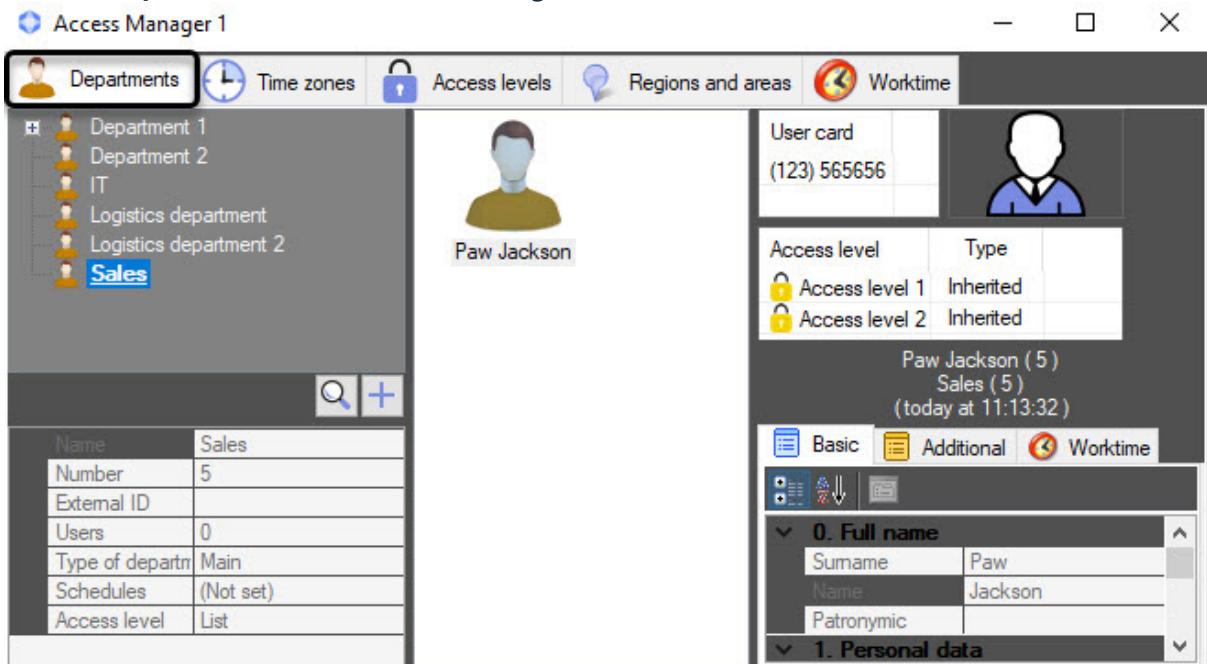 Access Manager 1
Departments Time zones Access levels Regions and areas Worktime
Department 1
Department 2
IT
Logistics department
Logistics department 2
Sales
Name Sales
Number 5
External ID
Users 0
Type of departm Main
Schedules (Not set)
Access level List
Paw Jackson
User card
(123) 565656
Access level Type
Access level 1 Inherited
Access level 2 Inherited
Paw Jackson ( 5 )
Sales ( 5 )
( today at 11:13:32 )
Basic Additional Worktime
0. Full name
Surname Paw
Name Jackson
Patronymic
1. Personal data